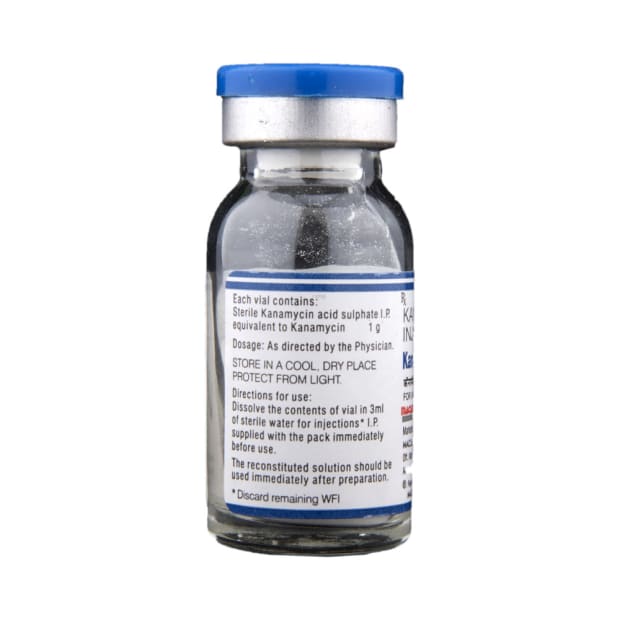 Each vial contains:
Sterile Kanamycin acid sulphate I.P.
equivalent to Kanamycin 1 g
Dosage: As directed by the Physician.
STORE IN A COOL, DRY PLACE
PROTECT FROM LIGHT.
Directions for use:
Dissolve the contents of vial in 3ml
of sterile water for injections* I.P.
supplied with the pack immediately
before use.
The reconstituted solution should be
used immediately after preparation.
*Discard remaining WFI